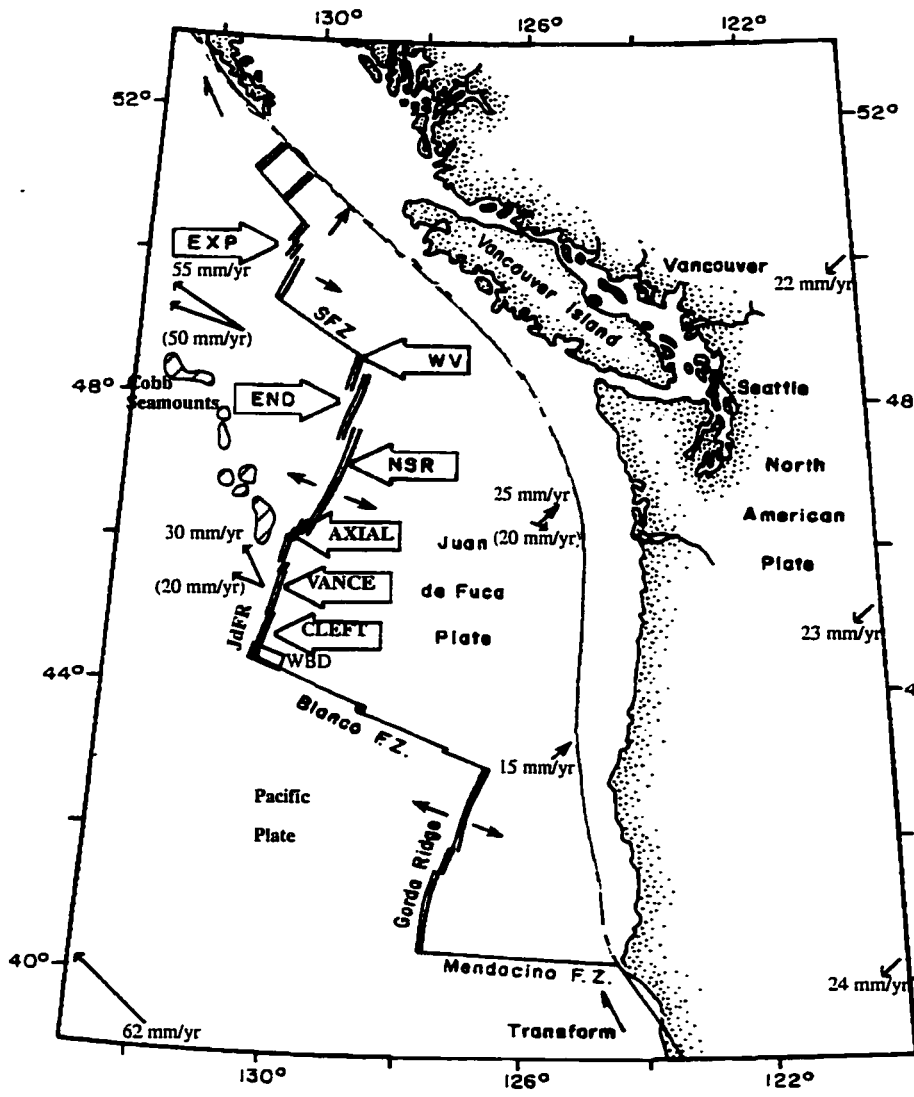 130°
126°
122°
52°
52°
EXP
55 mm/yr
Vancouver
22 mm/yr
Vancouver
Island
SFZ
(50 mm/yr)
WV
48°
48
Cobb
Seamounts
END
Seattle
NSR
North
25 mm/yr
American
30 mm/yr
AXIAL
Juan
(20 mm/yr)
Plate
(20 mm/yr)
VANCE
de Fuca
JdFR
CLEFT
Plate
23 mm/yr
WBD
44°
4
Blanco F.Z.
15 mm/yr
Pacific
Plate
Gorda Ridge
40°
Mendacino F.Z.
24 mm/yr
62 mm/yr
Transform
130°
126°
122°